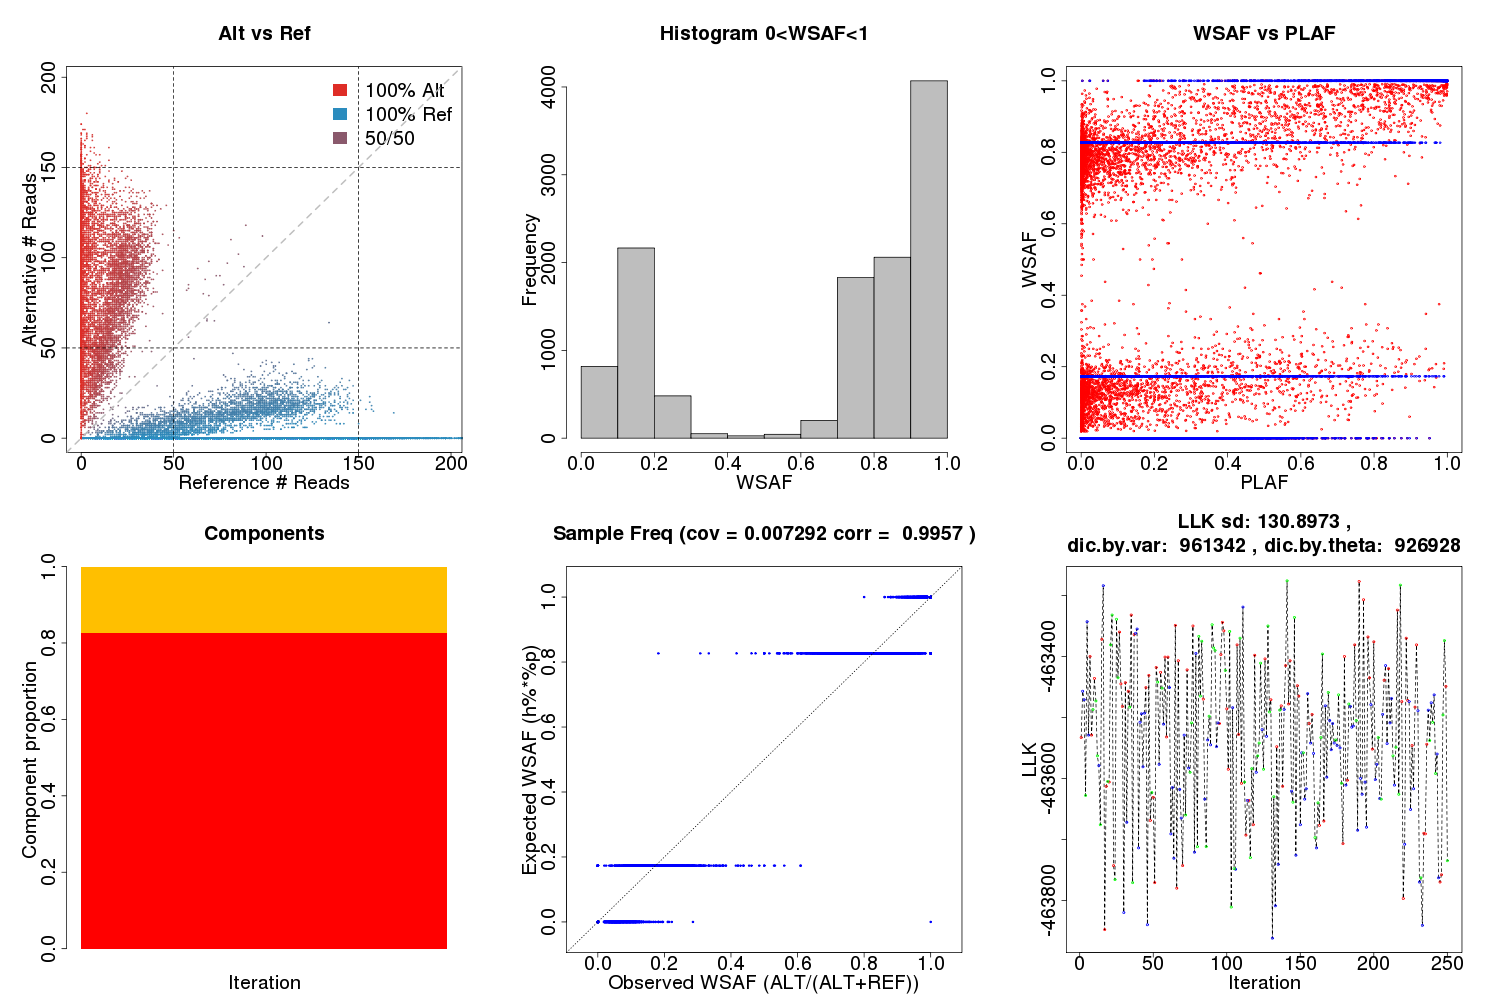 Alt vs Ref
200
150
100
50
0
Alternative # Reads
100% Alt
100% Ref
50/50
0 50 100 150 200
Reference # Reads
Histogram 0<WSAF<1
4000
3000
2000
1000
0
Frequency
0.0 0.2 0.4 0.6 0.8 1.0
WSAF
WSAF vs PLAF
1.0
0.8
0.6
0.4
0.2
0.0
WSAF
0.0 0.2 0.4 0.6 0.8 1.0
PLAF
Components
1.0
0.8
0.6
0.4
0.2
0.0
Component proportion
Iteration
Sample Freq (cov = 0.007292 corr = 0.9957 )
1.0
0.8
0.6
0.4
0.2
0.0
Expected WSAF (h%*%p)
0.0 0.2 0.4 0.6 0.8 1.0
Observed WSAF (ALT/(ALT+REF))
LLK sd: 130.8973 ,
dic.by.var: 961342 , dic.by.theta: 926928
-463400
-463600
-463800
LLK
0 50 100 150 200 250
Iteration